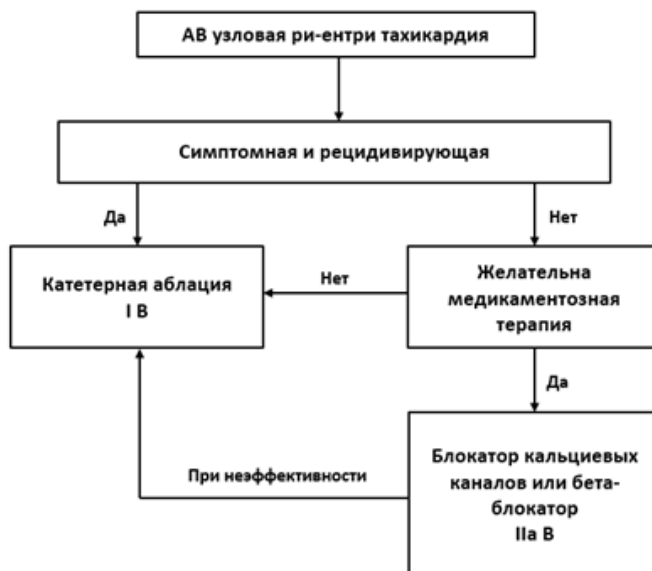 АВ узловая ри-ентри тахикардия
Симптомная и рецидивирующая
Да
Нет
Катетерная аблация
I В
Нет
Желательна
медикаментозная
терапия
Да
При неэффективности
Блокатор кальциевых
каналов или бета-
блокатор
IIa В